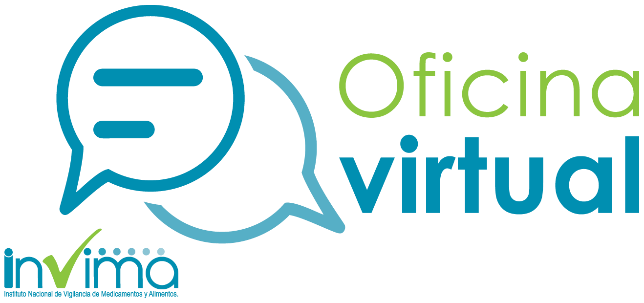 Oficina
virtual
invima
Instituto Nacional de Vigilancia de Medicamentos y Alimentos.